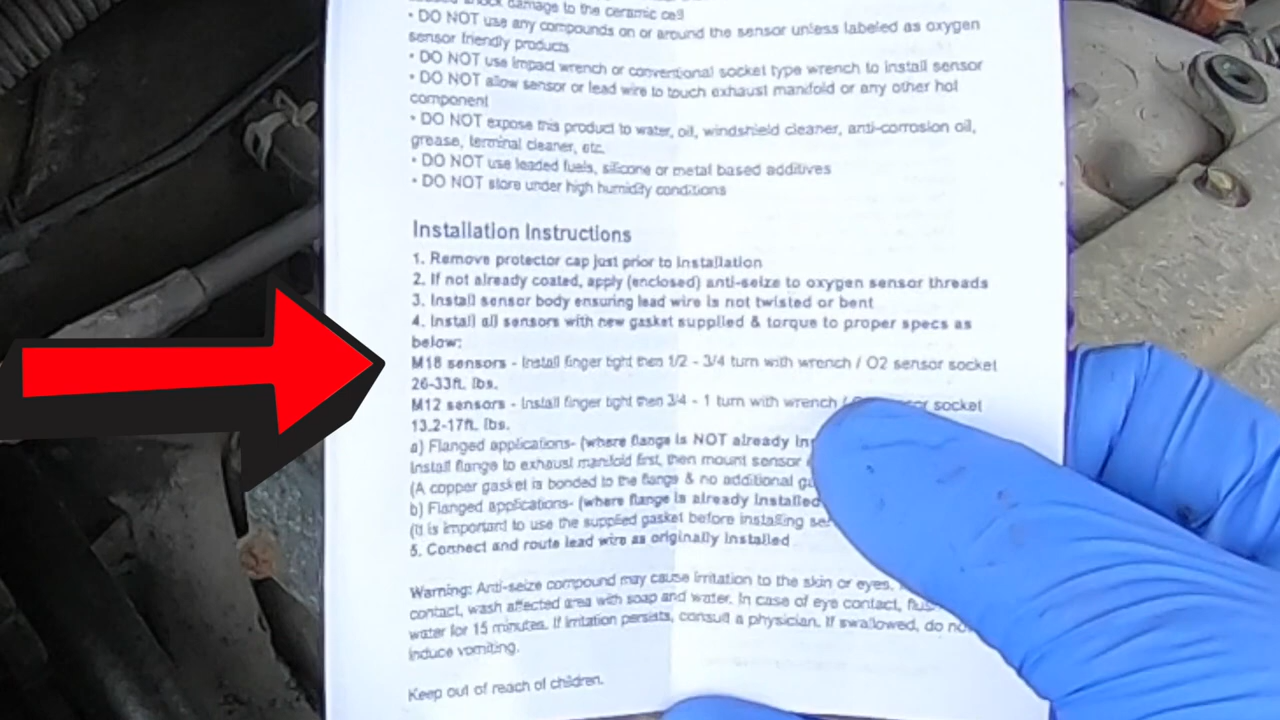 damage to the ceramic cell
• DO NOT use any compounds on or around the sensor unless labeled as oxygen
sensor friendly products
• DO NOT use impact wrench or conventional socket type wrench to install sensor
• DO NOT allow sensor or lead wire to touch exhaust manifold or any other hot
component
• DO NOT expose this product to water, oil, windshield cleaner, anti-corrosion oil,
grease, terminal cleaner, etc.
• DO NOT use leaded fuels, silicone or metal based additives
• DO NOT store under high humidity conditions
Installation Instructions
1. Remove protector cap just prior to installation
2. If not already coated, apply (enclosed) anti-seize to oxygen sensor threads
3. Install sensor body ensuring lead wire is not twisted or bent
4. Install all sensors with new gasket supplied & torque to proper specs as
below:
M18 sensors - Install finger tight then 1/2 - 3/4 turn with wrench / O2 sensor socket
26-33ft. lbs.
M12 sensors - Install finger tight then 3/4 - 1 turn with wrench / socket
13.2-17ft. lbs.
a) Flanged applications- (where flange is NOT already
Install flange to exhaust manifold first, then mount sensor
(A copper gasket is bonded to the flange & no additional
b) Flanged applications- (where flange is already installed
(It is important to use the supplied gasket before installing
5. Connect and route lead wire as originally installed
Warning: Anti-seize compound may cause irritation to the skin or eyes.
contact, wash affected area with soap and water. In case of eye contact,
water for 15 minutes. If irritation persists, consult a physician. If swallowed, do not
induce vomiting.
Keep out of reach of children.